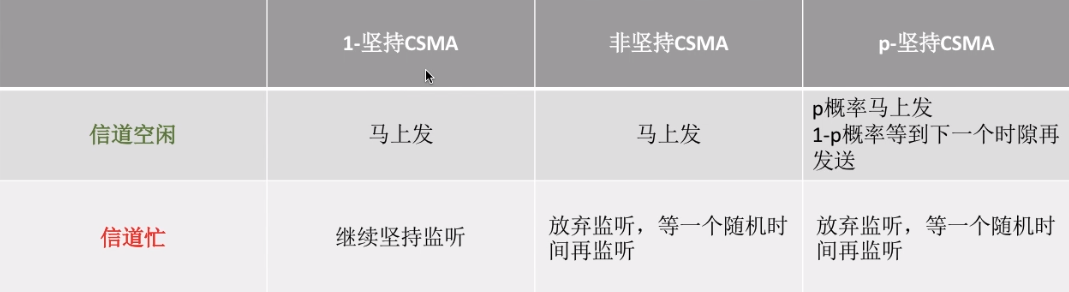 1-坚持CSMA
非坚持CSMA
p-坚持CSMA
信道空闲
马上发
马上发
p概率马上发
1-p概率等到下一个时隙再
发送
信道忙
继续坚持监听
放弃监听，等一个随机时
间再监听
放弃监听，等一个随机时
间再监听